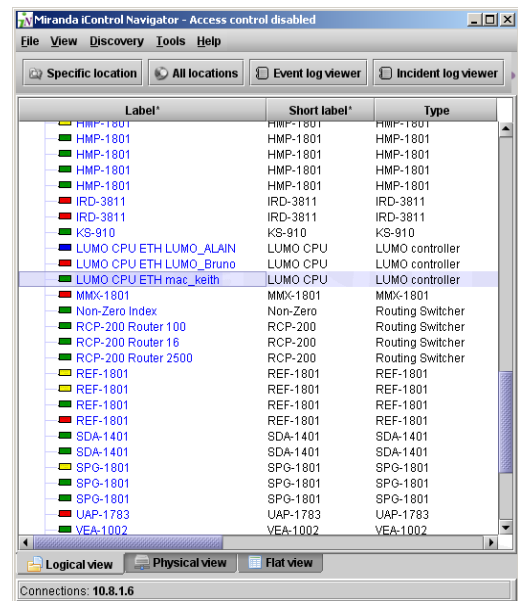 Miranda iControl Navigator - Access control disabled
File View Discovery Tools Help
Specific location All locations Event log viewer Incident log viewer
Label* Short label* Type
HMP-1801 HMP-1801 HMP-1801
HMP-1801 HMP-1801 HMP-1801
HMP-1801 HMP-1801 HMP-1801
HMP-1801 HMP-1801 HMP-1801
HMP-1801 HMP-1801 HMP-1801
IRD-3811 IRD-3811 IRD-3811
IRD-3811 IRD-3811 IRD-3811
KS-910 KS-910 KS-910
LUMO CPU ETH LUMO_ALAIN LUMO CPU LUMO controller
LUMO CPU ETH LUMO_Bruno LUMO CPU LUMO controller
LUMO CPU ETH mac_keith LUMO CPU LUMO controller
MMX-1801 MMX-1801 MMX-1801
Non-Zero Index Non-Zero Routing Switcher
RCP-200 Router 100 RCP-200 Routing Switcher
RCP-200 Router 16 RCP-200 Routing Switcher
RCP-200 Router 2500 RCP-200 Routing Switcher
REF-1801 REF-1801 REF-1801
REF-1801 REF-1801 REF-1801
REF-1801 REF-1801 REF-1801
REF-1801 REF-1801 REF-1801
SDA-1401 SDA-1401 SDA-1401
SDA-1401 SDA-1401 SDA-1401
SPG-1801 SPG-1801 SPG-1801
SPG-1801 SPG-1801 SPG-1801
SPG-1801 SPG-1801 SPG-1801
UAP-1783 UAP-1783 UAP-1783
VEA-1002 VEA-1002 VEA-1002
Logical view Physical view Flat view
Connections: 10.8.1.6